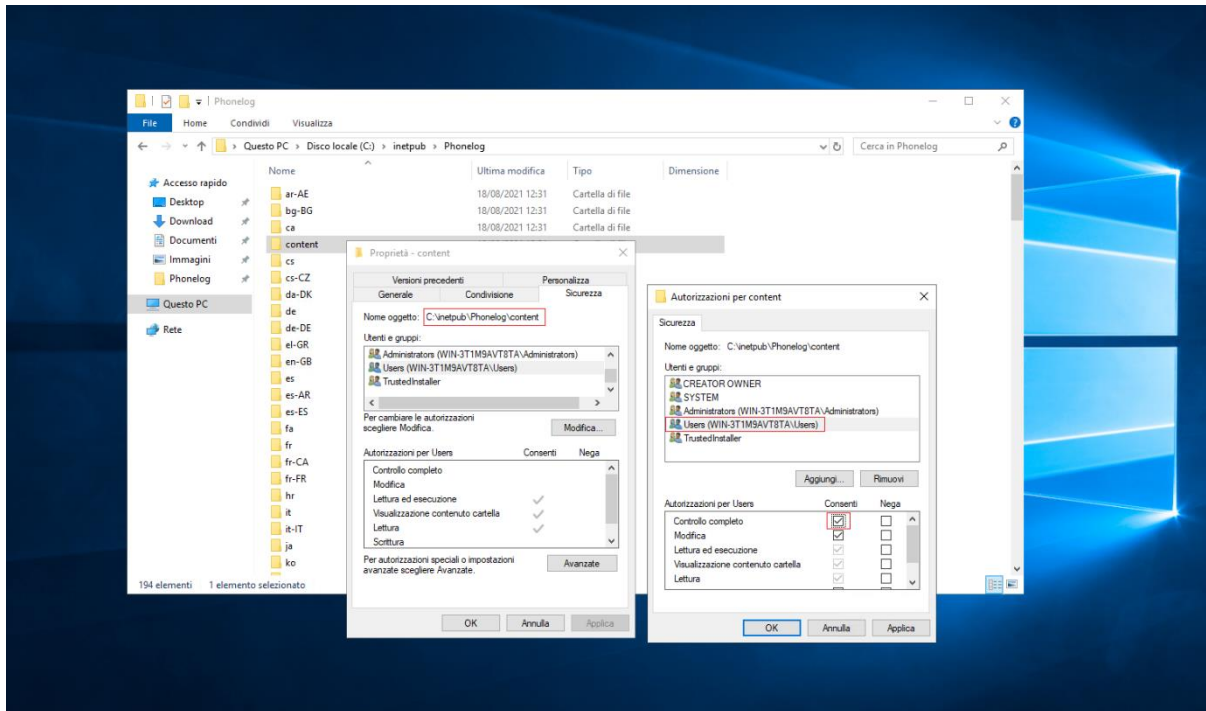 Phonelog
File Home Condividi Visualizza
Questo PC > Disco locale (C:) > inetpub > Phonelog
Cerca in Phonelog
Accesso rapido
Desktop
Download
Documenti
Immagini
Phonelog
Questo PC
Rete
Nome Ultima modifica Tipo Dimensione
ar-AE 18/08/2021 12:31 Cartella di file
bg-BG 18/08/2021 12:31 Cartella di file
ca 18/08/2021 12:31 Cartella di file
content
cs
cs-CZ
da-DK
de
de-DE
el-GR
en-GB
es
es-AR
es-ES
fa
fr
fr-CA
fr-FR
hr
it
it-IT
ja
ko
194 elementi 1 elemento selezionato
Proprietà - content
Versioni precedenti Personalizza
Generale Condivisione Sicurezza
Nome oggetto: C:\inetpub\Phonelog\content
Utenti e gruppi:
Administrators (WIN-3T1M9AVT8TA\Administrators)
Users (WIN-3T1M9AVT8TA\Users)
TrustedInstaller
Per cambiare le autorizzazioni
scegliere Modifica.
Modifica...
Autorizzazioni per Users Consenti Nega
Controllo completo
Modifica
Lettura ed esecuzione
Visualizzazione contenuto cartella
Lettura
Scrittura
Per autorizzazioni speciali o impostazioni
avanzate scegliere Avanzate.
Avanzate
OK Annulla Applica
Autorizzazioni per content
Sicurezza
Nome oggetto: C:\inetpub\Phonelog\content
Utenti e gruppi:
CREATOR OWNER
SYSTEM
Administrators (WIN-3T1M9AVT8TA\Administrators)
Users (WIN-3T1M9AVT8TA\Users)
TrustedInstaller
Aggiungi... Rimuovi
Autorizzazioni per Users Consenti Nega
Controllo completo
Modifica
Lettura ed esecuzione
Visualizzazione contenuto cartella
Lettura
OK Annulla Applica